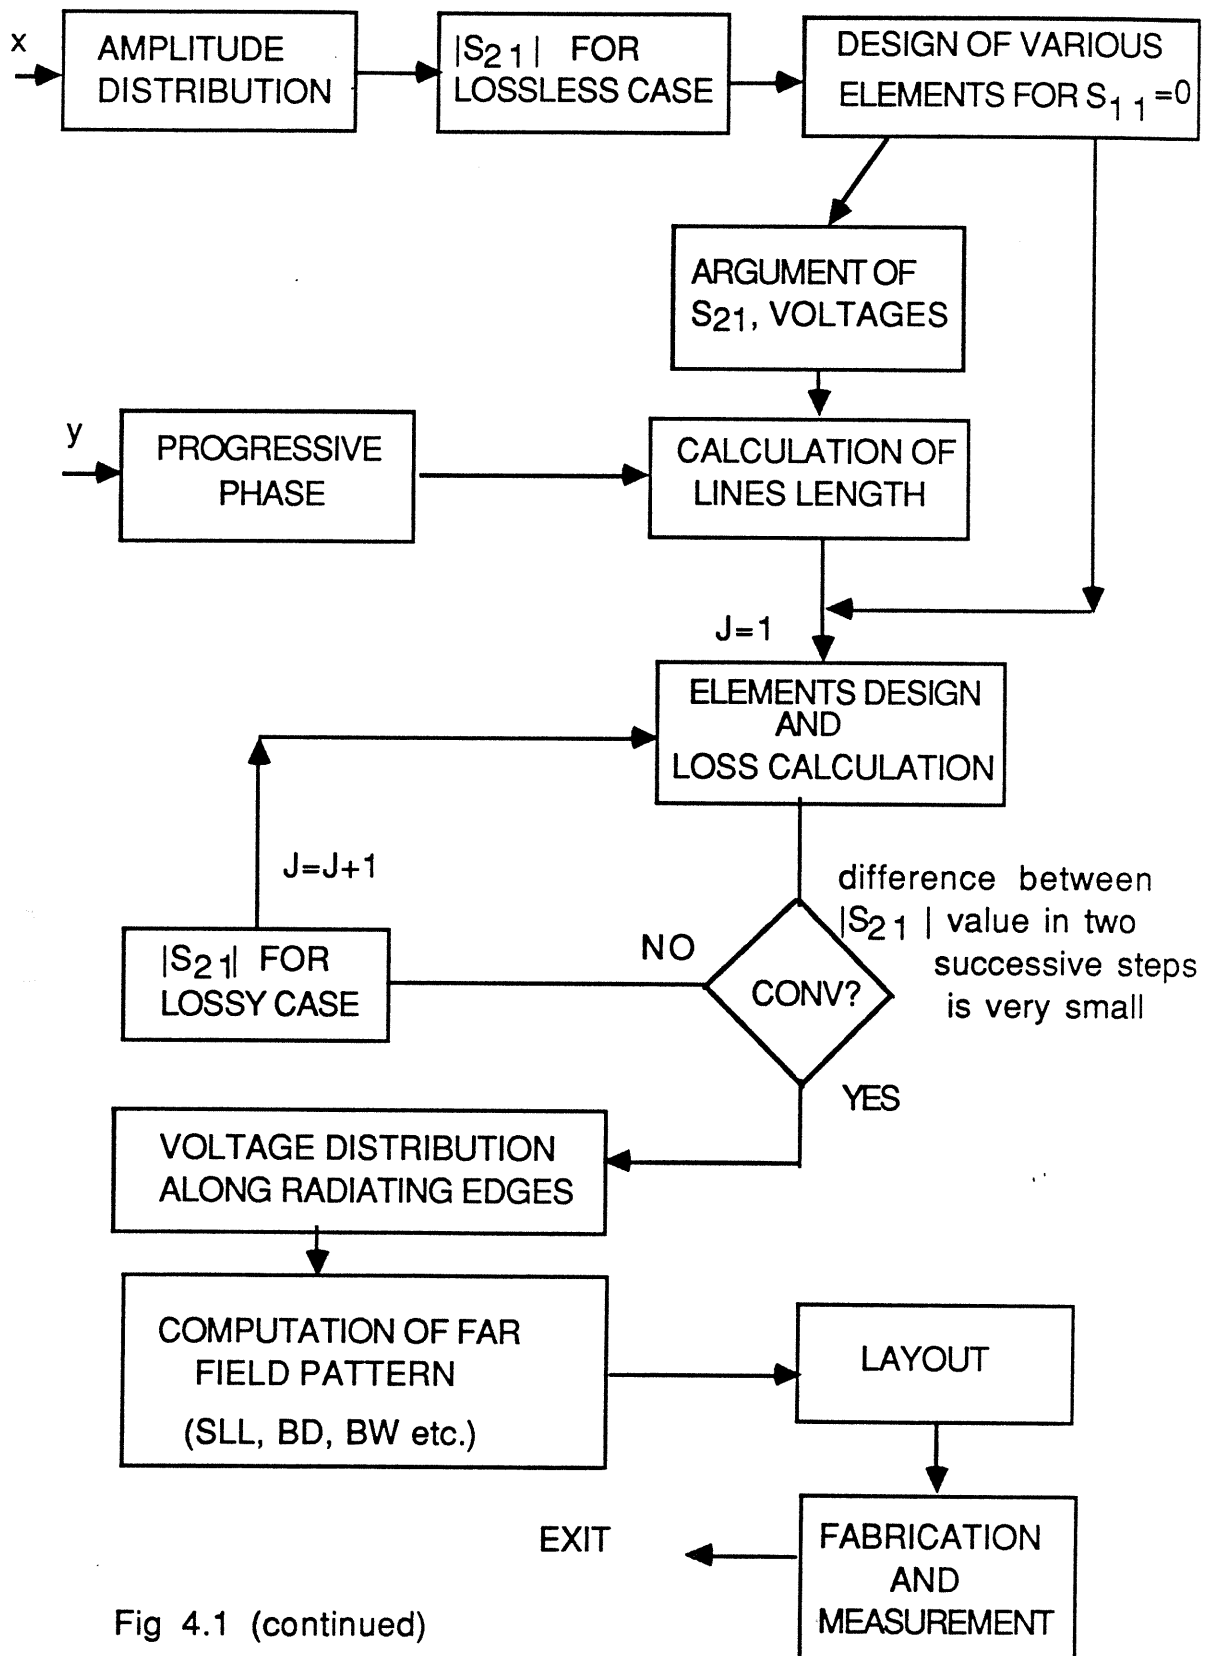 x
AMPLITUDE
DISTRIBUTION
|S21| FOR
LOSSLESS CASE
DESIGN OF VARIOUS
ELEMENTS FOR S11=0
ARGUMENT OF
S21, VOLTAGES
y
PROGRESSIVE
PHASE
CALCULATION OF
LINES LENGTH
J=1
ELEMENTS DESIGN
AND
LOSS CALCULATION
J=J+1
difference between
|S21| value in two
successive steps
is very small
NO
CONV?
|S21| FOR
LOSSY CASE
YES
VOLTAGE DISTRIBUTION
ALONG RADIATING EDGES
COMPUTATION OF FAR
FIELD PATTERN
(SLL, BD, BW etc.)
LAYOUT
EXIT
FABRICATION
AND
MEASUREMENT
Fig 4.1 (continued)